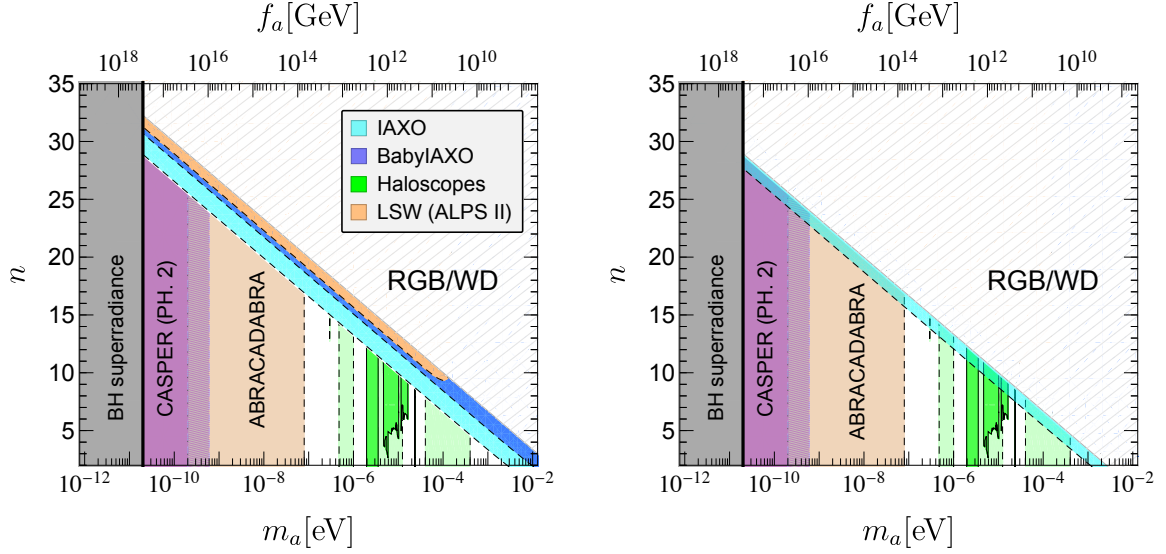 f_a[GeV]
10^18 10^16 10^14 10^12 10^10
35
30
25
20
15
10
5
n
IAXO
BabyIAXO
Haloscopes
LSW (ALPS II)
RGB/WD
BH superradiance
CASPER (PH. 2)
ABRACADABRA
10^-12 10^-10 10^-8 10^-6 10^-4 10^-2
m_a[eV]
f_a[GeV]
10^18 10^16 10^14 10^12 10^10
35
30
25
20
15
10
5
n
RGB/WD
BH superradiance
CASPER (PH. 2)
ABRACADABRA
10^-12 10^-10 10^-8 10^-6 10^-4 10^-2
m_a[eV]